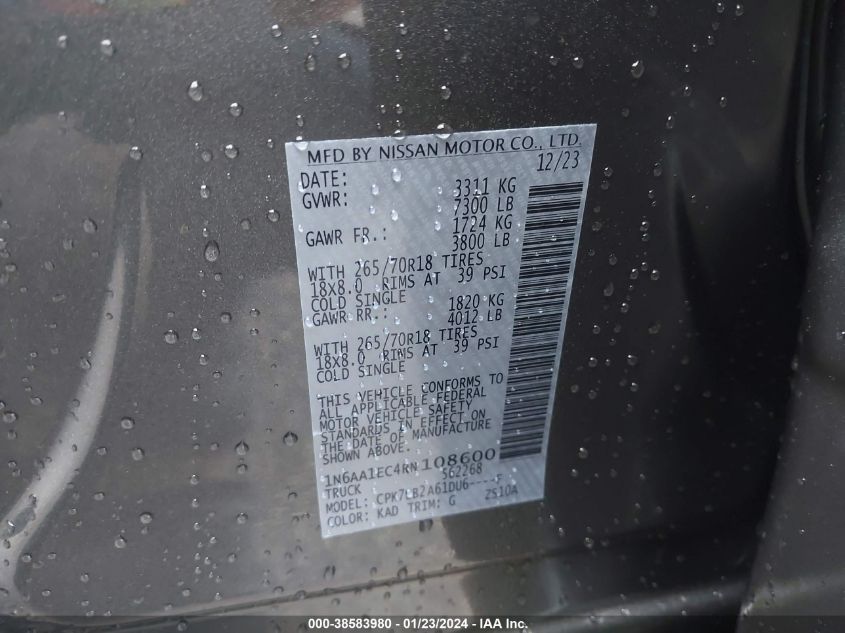 MFD BY NISSAN MOTOR CO., LTD.
DATE: 12/23
GVWR: 3311 KG
7300 LB
GAWR FR.: 1724 KG
3800 LB
WITH 265/70R18 TIRES
18X8.0 RIMS AT 39 PSI
COLD SINGLE
GAWR RR.: 1820 KG
4012 LB
WITH 265/70R18 TIRES
18X8.0 RIMS AT 39 PSI
COLD SINGLE
THIS VEHICLE CONFORMS TO
ALL APPLICABLE FEDERAL
MOTOR VEHICLE SAFETY
STANDARDS IN EFFECT ON
THE DATE OF MANUFACTURE
SHOWN ABOVE.
1N6AA1EC4RN108600
TRUCK S62268
MODEL: CPK7LB2A61DU6----F
COLOR: KAD TRIM: G ZS10A
000-38583980 - 01/23/2024 - IAA Inc.